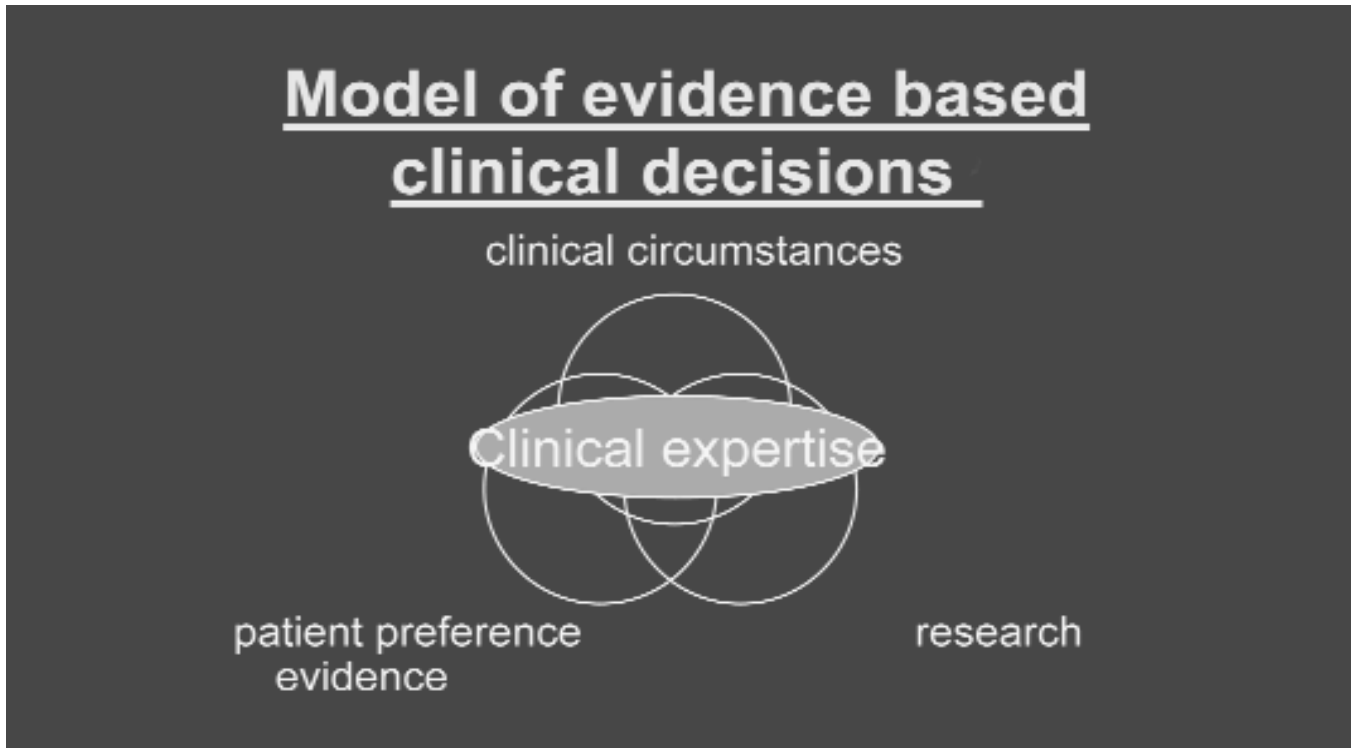 Model of evidence based
clinical decisions
clinical circumstances
Clinical expertise
patient preference
research
evidence